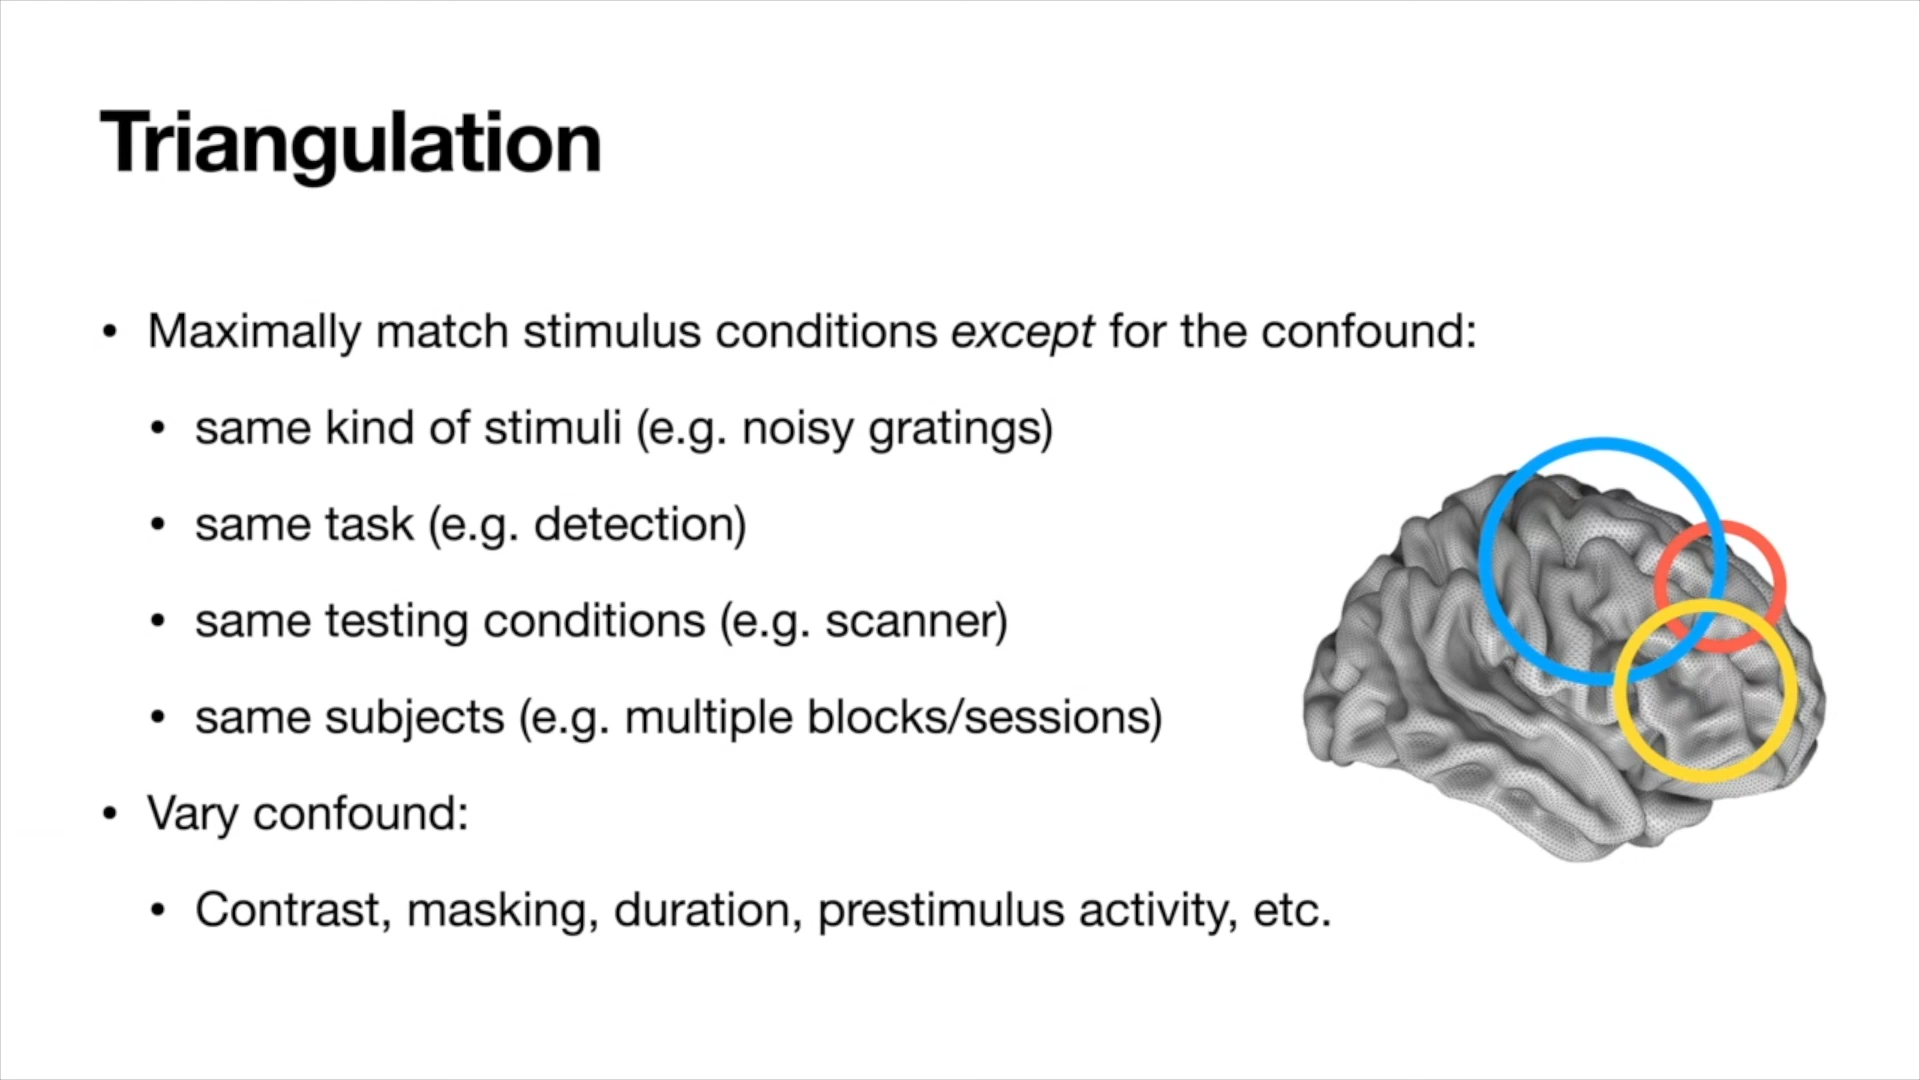 Triangulation
• Maximally match stimulus conditions except for the confound:
• same kind of stimuli (e.g. noisy gratings)
• same task (e.g. detection)
• same testing conditions (e.g. scanner)
• same subjects (e.g. multiple blocks/sessions)
• Vary confound:
• Contrast, masking, duration, prestimulus activity, etc.